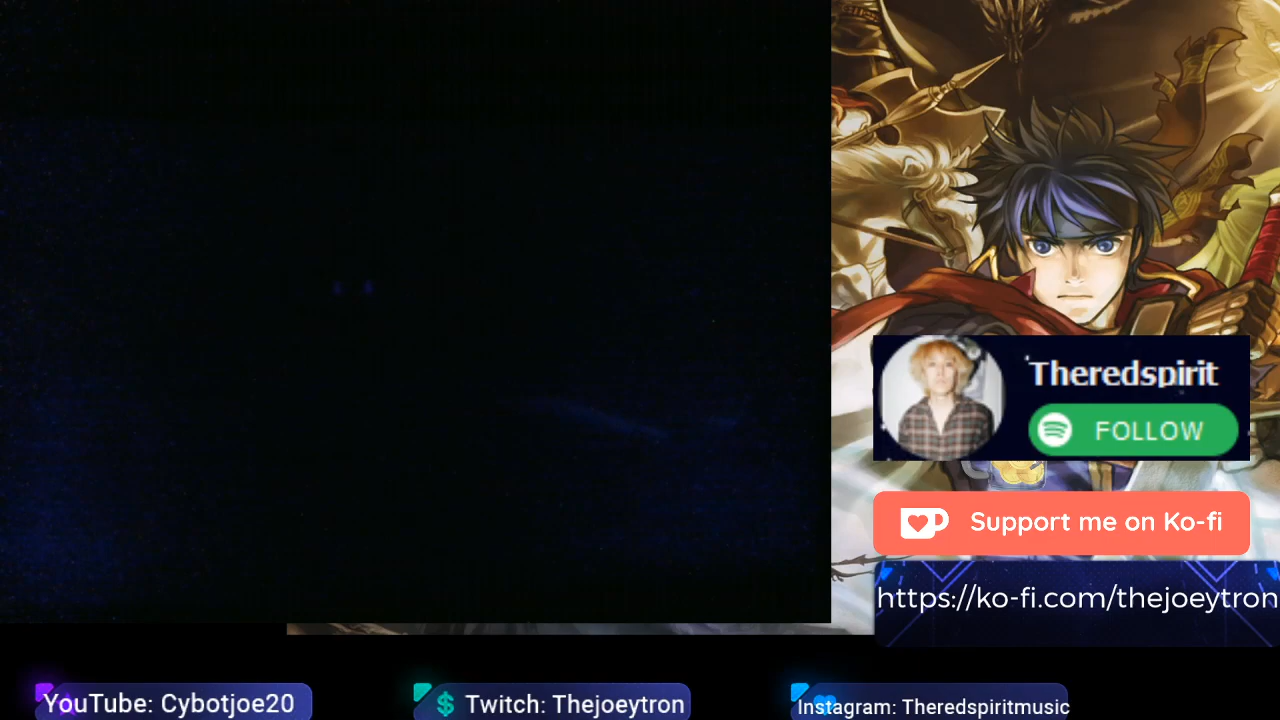 Theredspirit
FOLLOW
Support me on Ko-fi
https://ko-fi.com/thejoeytron
YouTube: Cybotjoe20
Twitch: Thejoeytron
Instagram: Theredspiritmusic